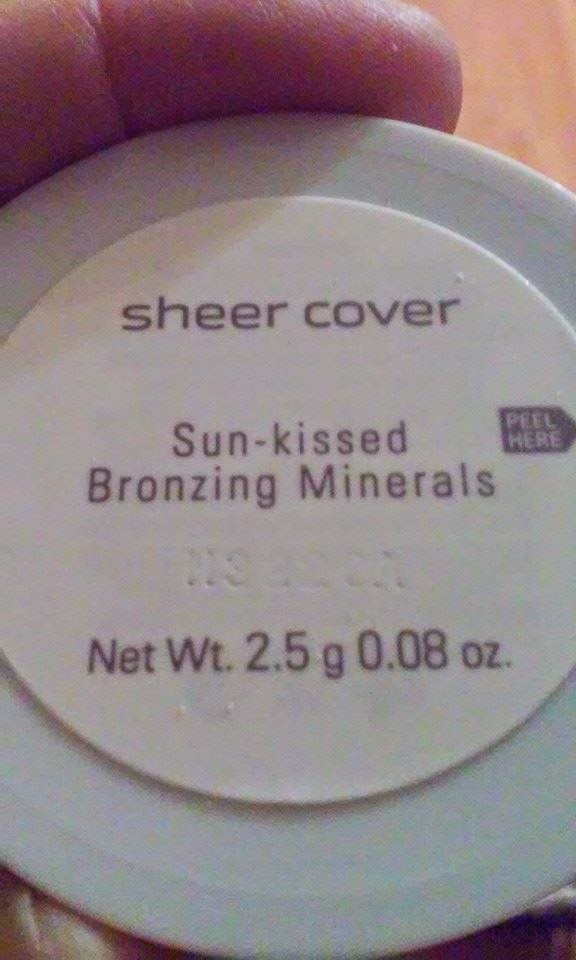 sheer cover
PEEL
HERE
Sun-kissed
Bronzing Minerals
Net Wt. 2.5 g 0.08 oz.